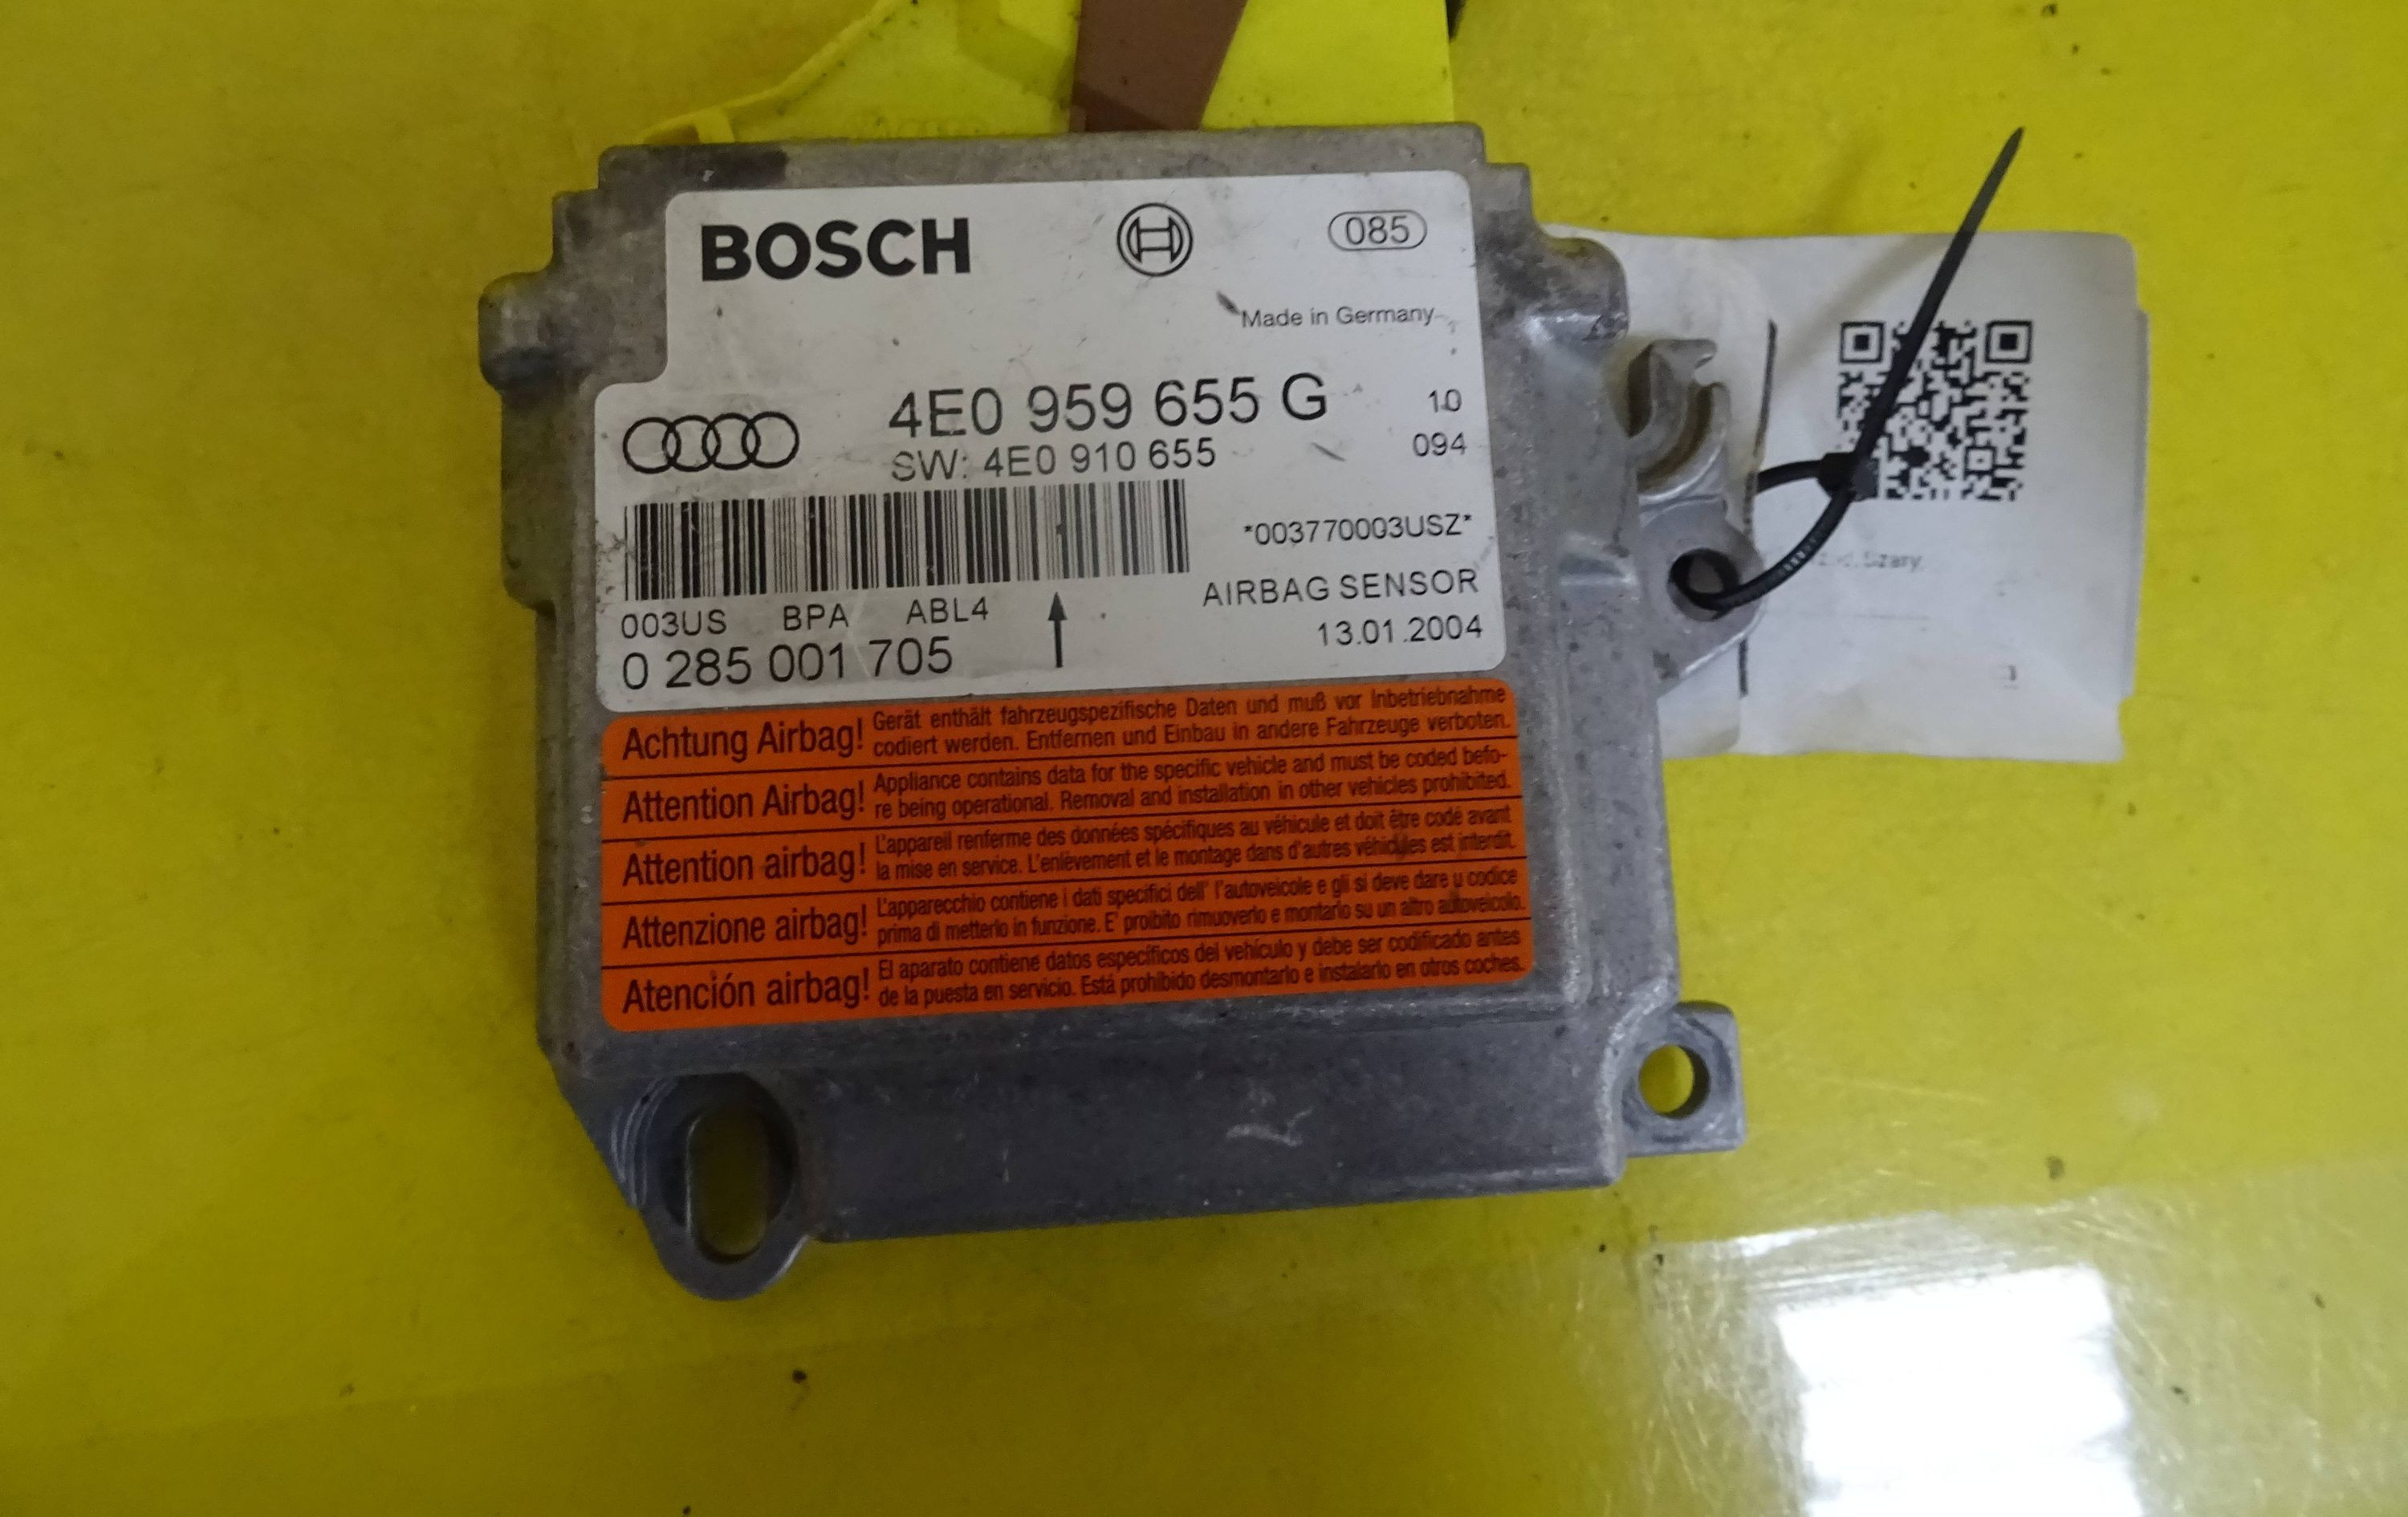 BOSCH
085
Made in Germany
4E0 959 655 G
10
SW: 4E0 910 655
094
*003770003USZ*
003US BPA ABL4
AIRBAG SENSOR
0 285 001 705
13.01.2004
Achtung Airbag!
Gerät enthält fahrzeugspezifische Daten und muß vor Inbetriebnahme
codiert werden. Entfernen und Einbau in andere Fahrzeuge verboten.
Attention Airbag!
Appliance contains data for the specific vehicle and must be coded befo-
re being operational. Removal and installation in other vehicles prohibited.
Attention airbag!
L'appareil renferme des données spécifiques au véhicule et doit être codé avant
la mise en service. L'enlèvement et le montage dans d'autres véhicules est interdit.
Attenzione airbag!
L'apparecchio contiene i dati specifici dell' l'autoveicole e gli si deve dare u codice
prima di metterlo in funzione. E' proibito rimuoverlo e montarlo su un altro autoveicolo.
Atención airbag!
El aparato contiene datos específicos del vehículo y debe ser codificado antes
de la puesta en servicio. Está prohibido desmontarlo e instalarlo en otros coches.